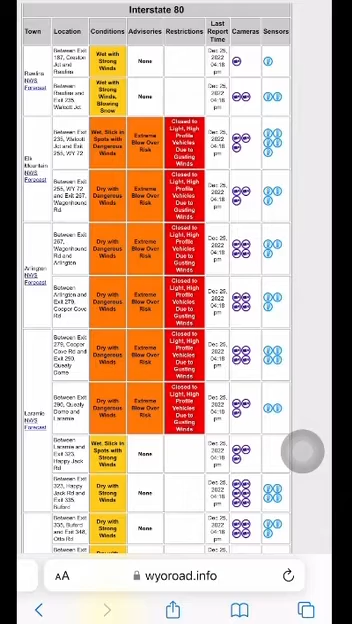 Interstate 80
Town Location Conditions Advisories Restrictions Last Report Time Cameras Sensors
Rawlins NWS Forecast
Between Exit 187, Creston Jct and Rawlins
Wet with Strong Winds
None
Dec 25, 2022 04:18 pm
Between Rawlins and Exit 235, Walcott Jct
Wet with Strong Winds, Blowing Snow
None
Dec 25, 2022 04:18 pm
Elk Mountain NWS Forecast
Between Exit 235, Walcott Jct and Exit 255, WY 72
Wet, Slick in Spots with Dangerous Winds
Extreme Blow Over Risk
Closed to Light, High Profile Vehicles Due to Gusting Winds
Dec 25, 2022 04:18 pm
Between Exit 255, WY 72 and Exit 267, Wagonhound Rd
Dry with Dangerous Winds
Extreme Blow Over Risk
Closed to Light, High Profile Vehicles Due to Gusting Winds
Dec 25, 2022 04:18 pm
Arlington NWS Forecast
Between Exit 267, Wagonhound Rd and Arlington
Dry with Dangerous Winds
Extreme Blow Over Risk
Closed to Light, High Profile Vehicles Due to Gusting Winds
Dec 25, 2022 04:18 pm
Between Arlington and Exit 279, Cooper Cove Rd
Dry with Dangerous Winds
Extreme Blow Over Risk
Closed to Light, High Profile Vehicles Due to Gusting Winds
Dec 25, 2022 04:18 pm
Laramie NWS Forecast
Between Exit 279, Cooper Cove Rd and Exit 290, Quealy Dome
Dry with Dangerous Winds
Extreme Blow Over Risk
Closed to Light, High Profile Vehicles Due to Gusting Winds
Dec 25, 2022 04:19 pm
Between Exit 290, Quealy Dome and Laramie
Dry with Dangerous Winds
Extreme Blow Over Risk
Closed to Light, High Profile Vehicles Due to Gusting Winds
Dec 25, 2022 04:19 pm
Between Laramie and Exit 323, Happy Jack Rd
Wet, Slick in Spots with Strong Winds
None
Dec 25, 2022 04:19 pm
Between Exit 323, Happy Jack Rd and Exit 335, Buford
Dry with Strong Winds
None
Dec 25, 2022 04:18 pm
Between Exit 335, Buford and Exit 348, Otto Rd
Dry with Strong Winds
None
Dec 25, 2022 04:18 pm
Between Exit
AA wyoroad.info